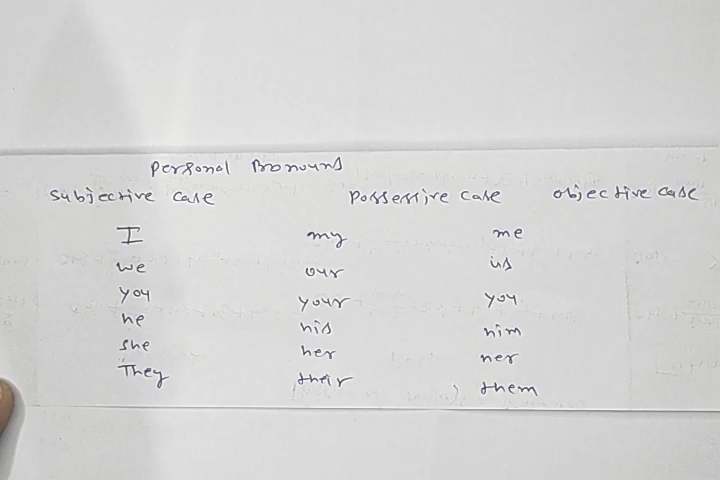 Personal Pronouns
Subjective Case Possessive Case Objective Case
I my me
we our us
you your you
he his him
she her her
They their them